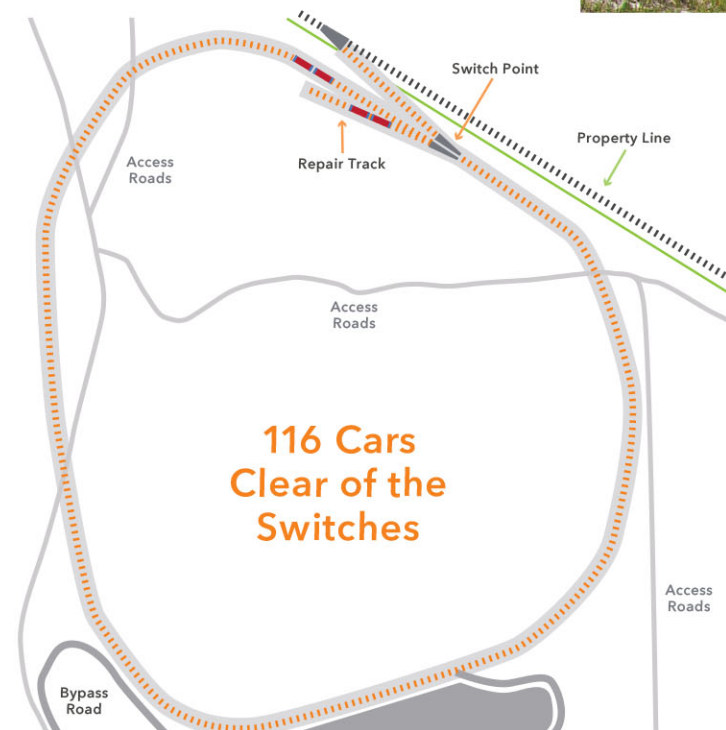 Switch Point
Property Line
Access
Roads
Repair Track
Access
Roads
116 Cars
Clear of the
Switches
Access
Roads
Bypass
Road